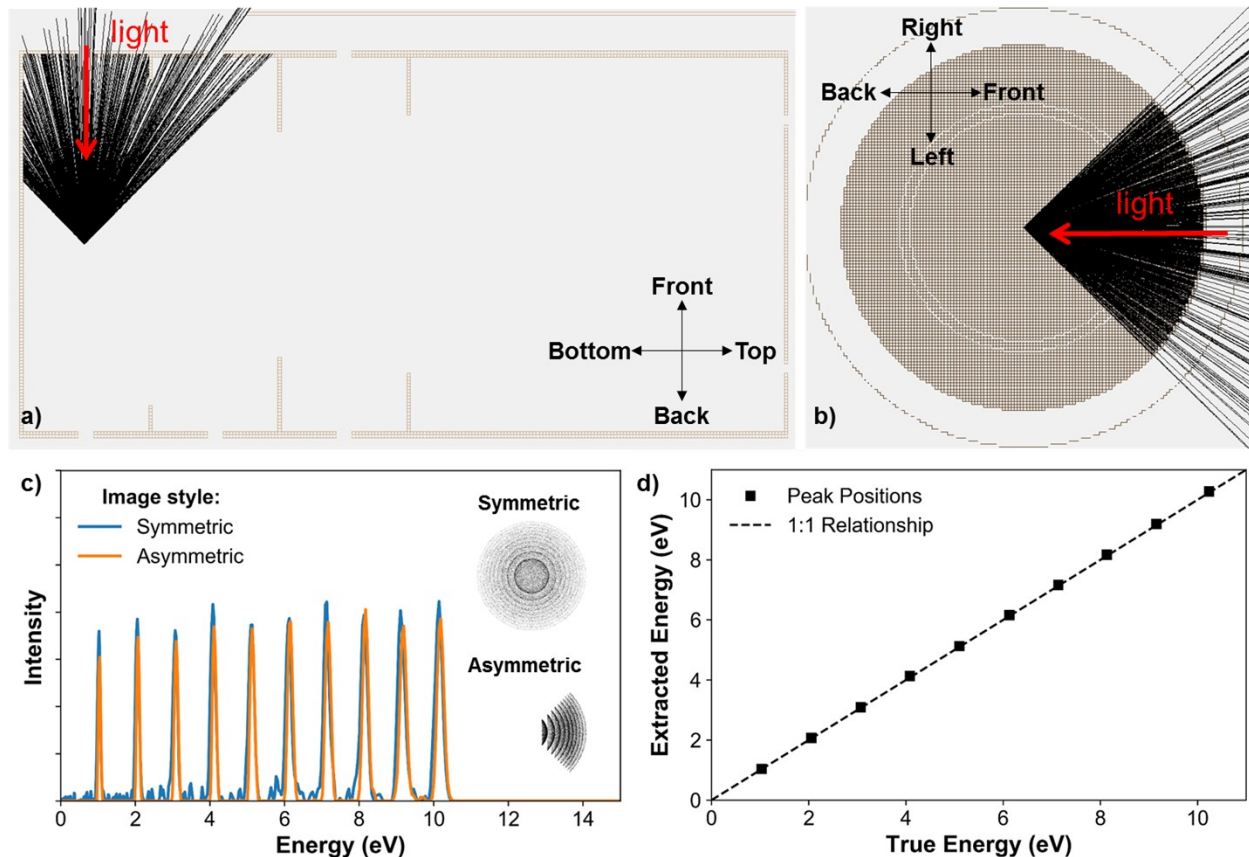 light
Front
Bottom
Top
Back
a)
Right
Back
Front
Left
light
b)
c)
Image style:
Symmetric
Asymmetric
Symmetric
Asymmetric
Intensity
0
2
4
6
8
10
12
14
Energy (eV)
d)
Peak Positions
1:1 Relationship
Extracted Energy (eV)
10
8
6
4
2
0
0
2
4
6
8
10
True Energy (eV)